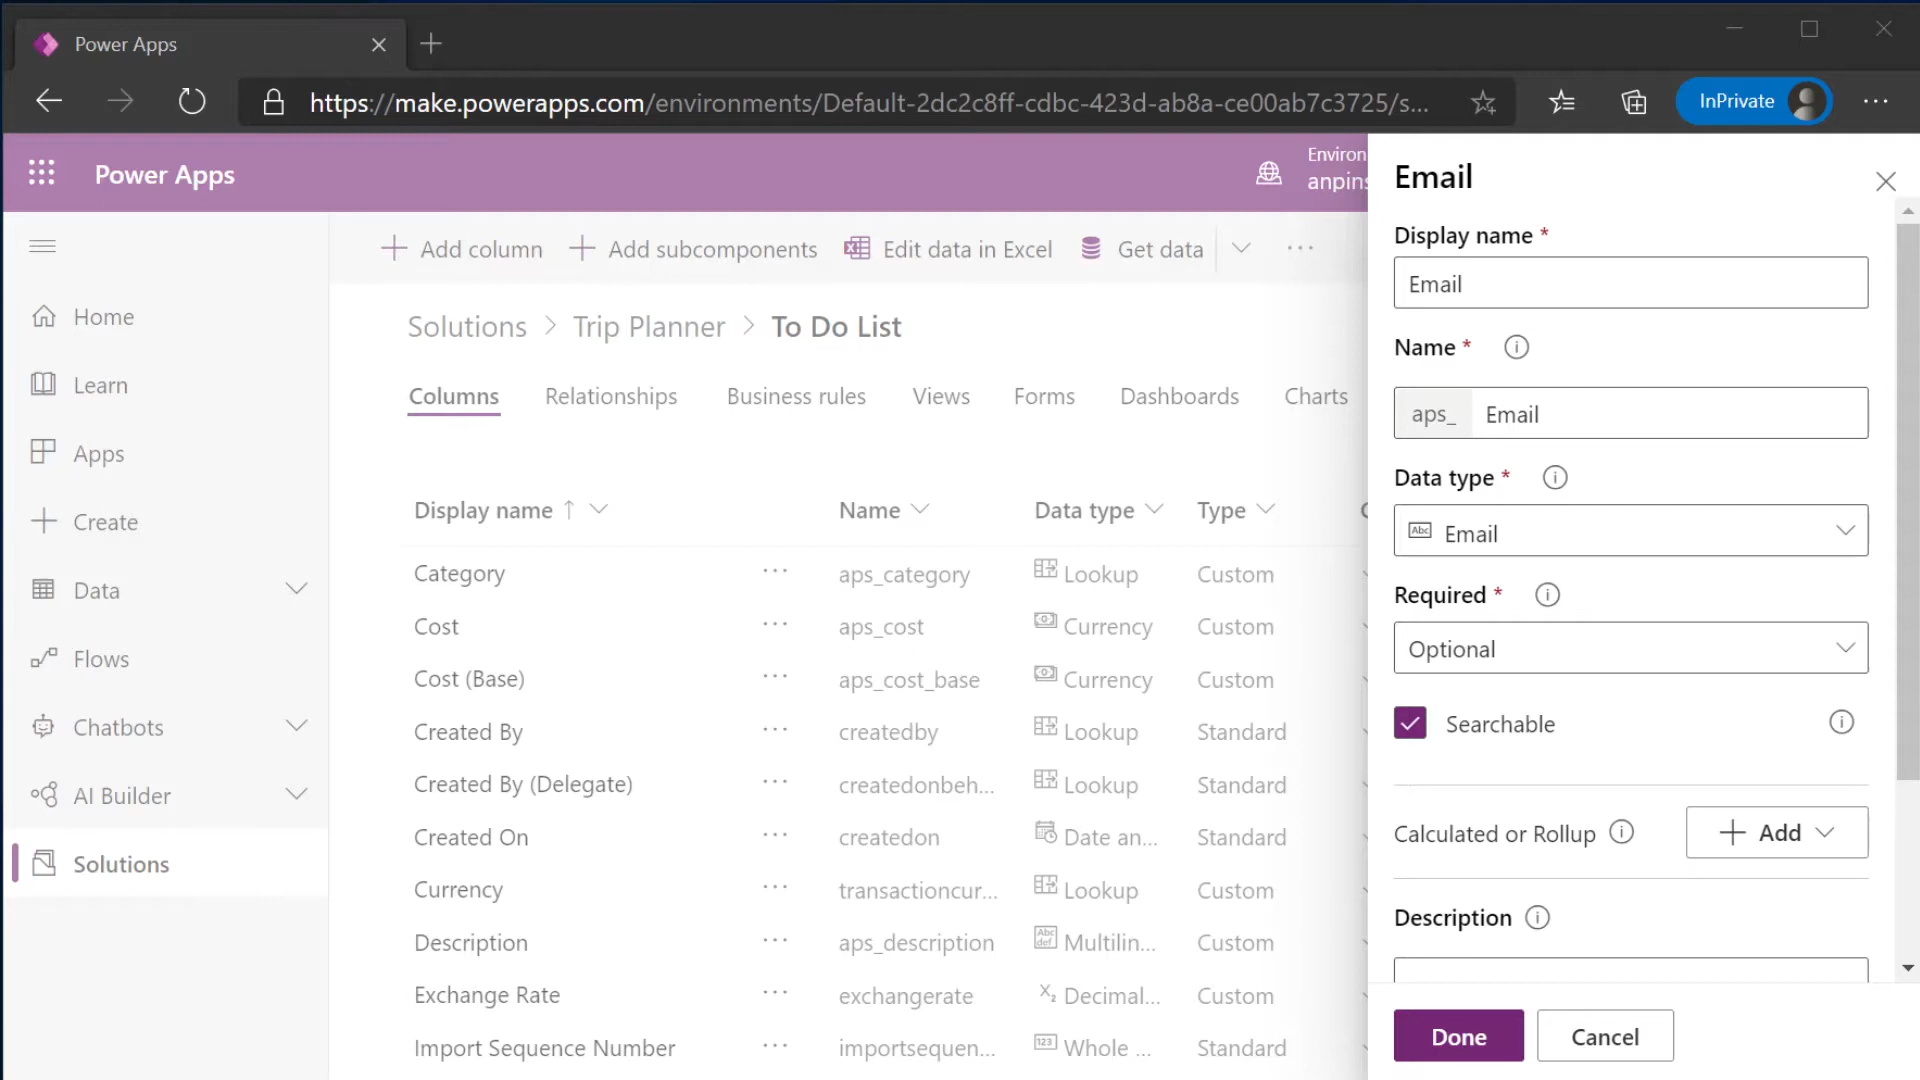 Power Apps
https://make.powerapps.com/environments/Default-2dc2c8ff-cdbc-423d-ab8a-ce00ab7c3725/s...
InPrivate
Power Apps
Environ
anpins
Home
Learn
Apps
Create
Data
Flows
Chatbots
AI Builder
Solutions
Add column
Add subcomponents
Edit data in Excel
Get data
Solutions > Trip Planner > To Do List
Columns Relationships Business rules Views Forms Dashboards Charts
Display name Name Data type Type
Category ... aps_category Lookup Custom
Cost ... aps_cost Currency Custom
Cost (Base) ... aps_cost_base Currency Custom
Created By ... createdby Lookup Standard
Created By (Delegate) ... createdonbeh... Lookup Standard
Created On ... createdon Date an... Standard
Currency ... transactioncur... Lookup Custom
Description ... aps_description Abc def Multilin... Custom
Exchange Rate ... exchangerate X2 Decimal... Custom
Import Sequence Number ... importsequen... 123 Whole ... Standard
Email
Display name *
Email
Name *
aps_ Email
Data type *
Abc Email
Required *
Optional
Searchable
Calculated or Rollup
Add
Description
Done
Cancel